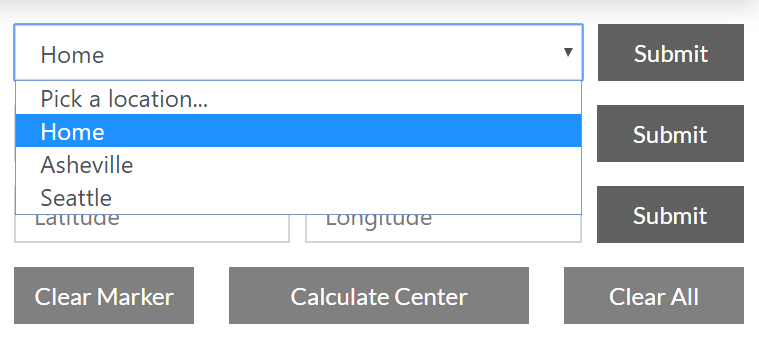 Home
Submit
Pick a location...
Home
Submit
Asheville
Seattle
Latitude
Longitude
Submit
Clear Marker
Calculate Center
Clear All